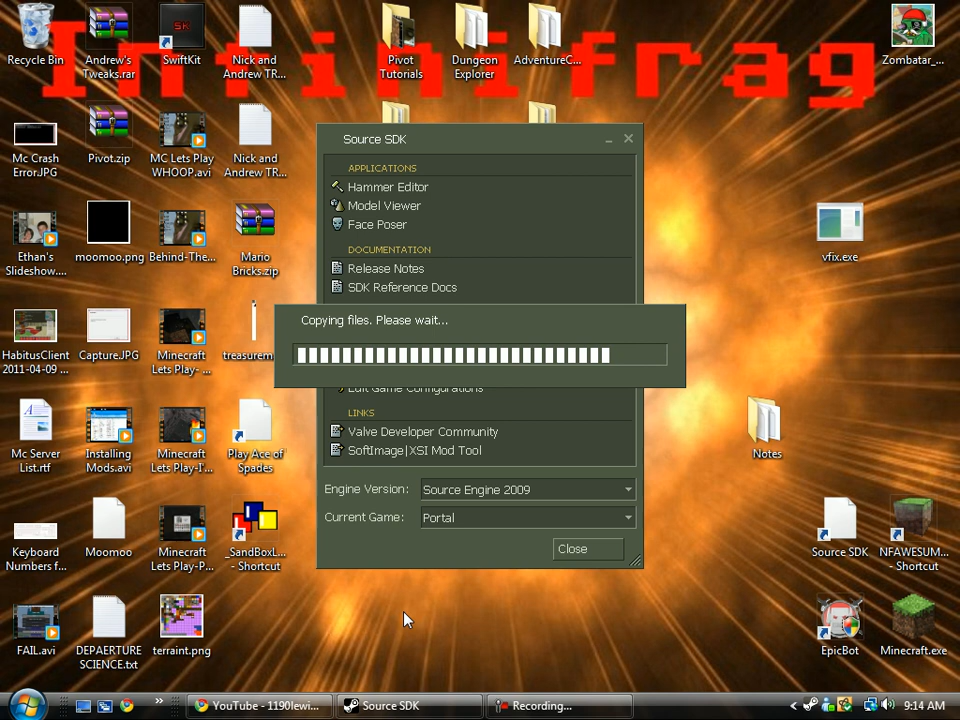 Intinifrag
Recycle Bin
Andrew's
Tweaks.rar
SwiftKit
Nick and
Andrew TR...
Pivot
Tutorials
Dungeon
Explorer
AdventureC...
Zombatar_...
Mc Crash
Error.JPG
Pivot.zip
MC Lets Play
WHOOP.avi
Nick and
Andrew TR...
Ethan's
Slideshow....
moomoo.png
Behind-The...
Mario
Bricks.zip
vfix.exe
HabitusClient
2011-04-09 ...
Capture.JPG
Minecraft
Lets Play- ...
treasurem
Mc Server
List.rtf
Installing
Mods.avi
Minecraft
Lets Play-I'...
Play Ace of
Spades
Notes
Keyboard
Numbers f...
Moomoo
Minecraft
Lets Play-P...
_SandBoxL...
- Shortcut
Source SDK
NFAWESUM...
- Shortcut
FAIL.avi
DEPAERTURE
SCIENCE.txt
terraint.png
EpicBot
Minecraft.exe
Source SDK
APPLICATIONS
Hammer Editor
Model Viewer
Face Poser
DOCUMENTATION
Release Notes
SDK Reference Docs
Copying files. Please wait...
Edit Game Configurations
LINKS
Valve Developer Community
SoftImage|XSI Mod Tool
Engine Version: Source Engine 2009
Current Game: Portal
Close
YouTube - 1190lewi...
Source SDK
Recording...
9:14 AM